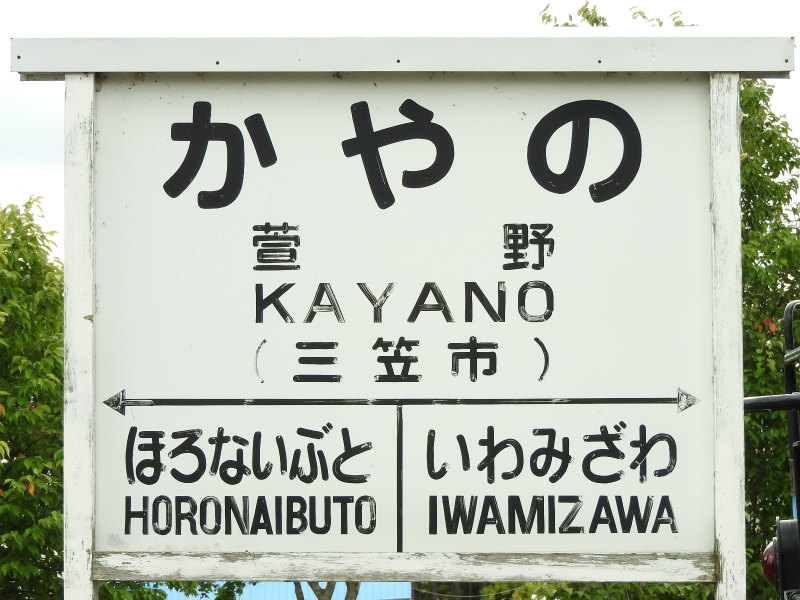 かやの
萱野
KAYANO
(三笠市)
ほろないぶと いわみざわ
HORONAIBUTO IWAMIZAWA